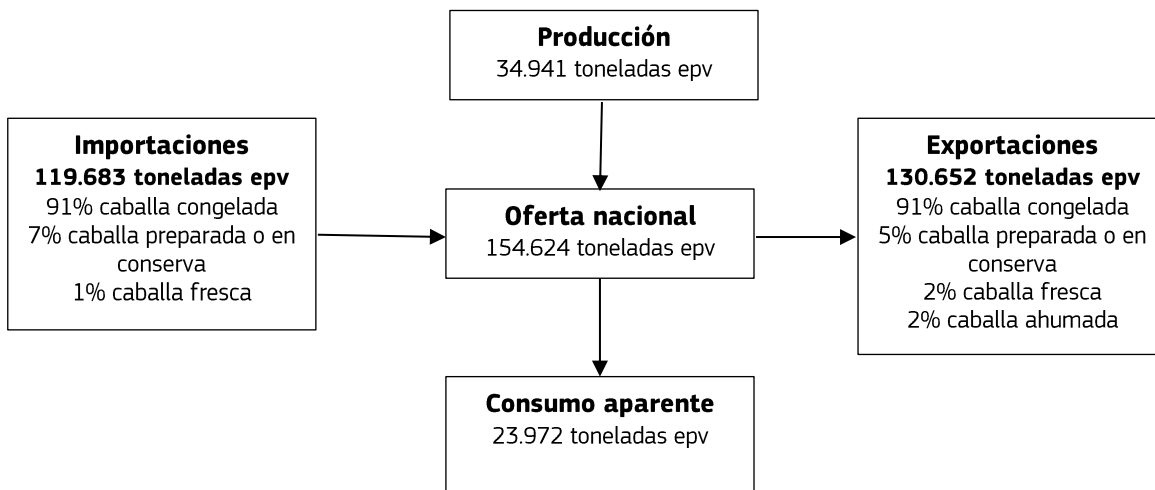 Producción
34.941 toneladas epv
Importaciones
119.683 toneladas epv
91% caballa congelada
7% caballa preparada o en
conserva
1% caballa fresca
Oferta nacional
154.624 toneladas epv
Exportaciones
130.652 toneladas epv
91% caballa congelada
5% caballa preparada o en
conserva
2% caballa fresca
2% caballa ahumada
Consumo aparente
23.972 toneladas epv